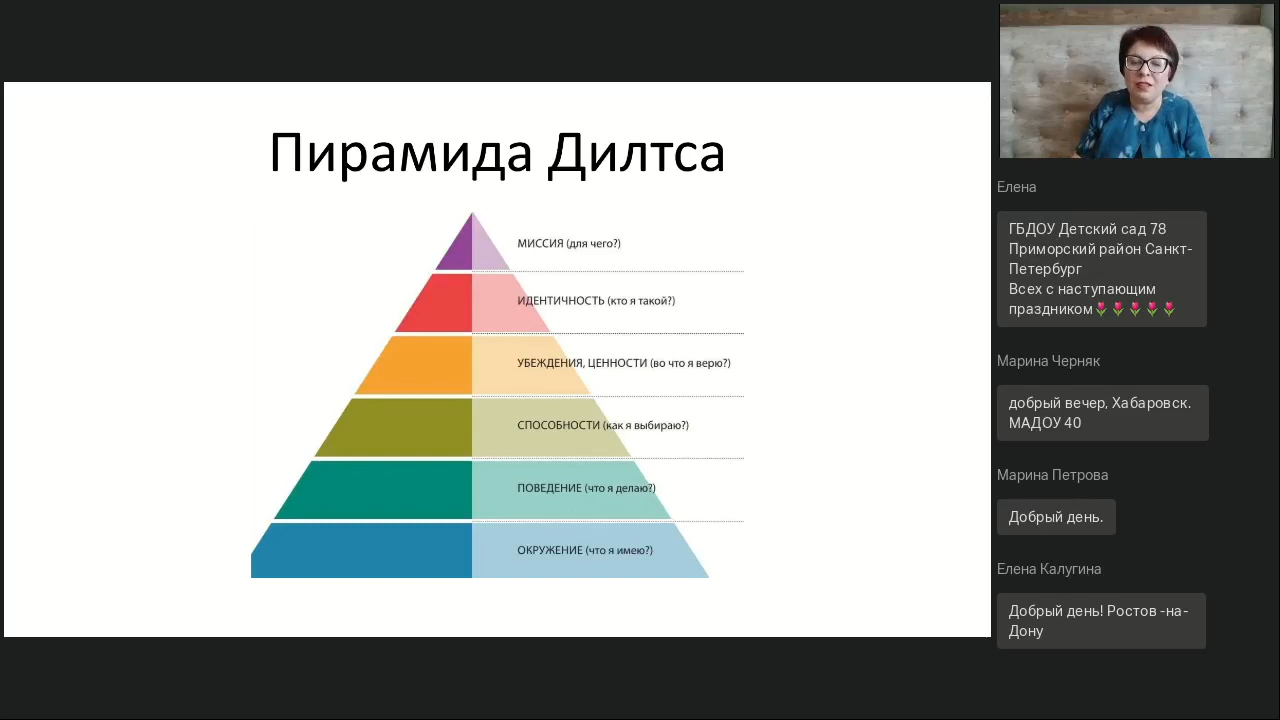 Пирамида Дилтса
МИССИЯ (для чего?)
ИДЕНТИЧНОСТЬ (кто я такой?)
УБЕЖДЕНИЯ, ЦЕННОСТИ (во что я верю?)
СПОСОБНОСТИ (как я выбираю?)
ПОВЕДЕНИЕ (что я делаю?)
ОКРУЖЕНИЕ (что я имею?)
Елена
ГБДОУ Детский сад 78
Приморский район Санкт-
Петербург
Всех с наступающим
праздником🌷🌷🌷🌷🌷
Марина Черняк
добрый вечер, Хабаровск.
МАДОУ 40
Марина Петрова
Добрый день.
Елена Калугина
Добрый день! Ростов -на-
Дону